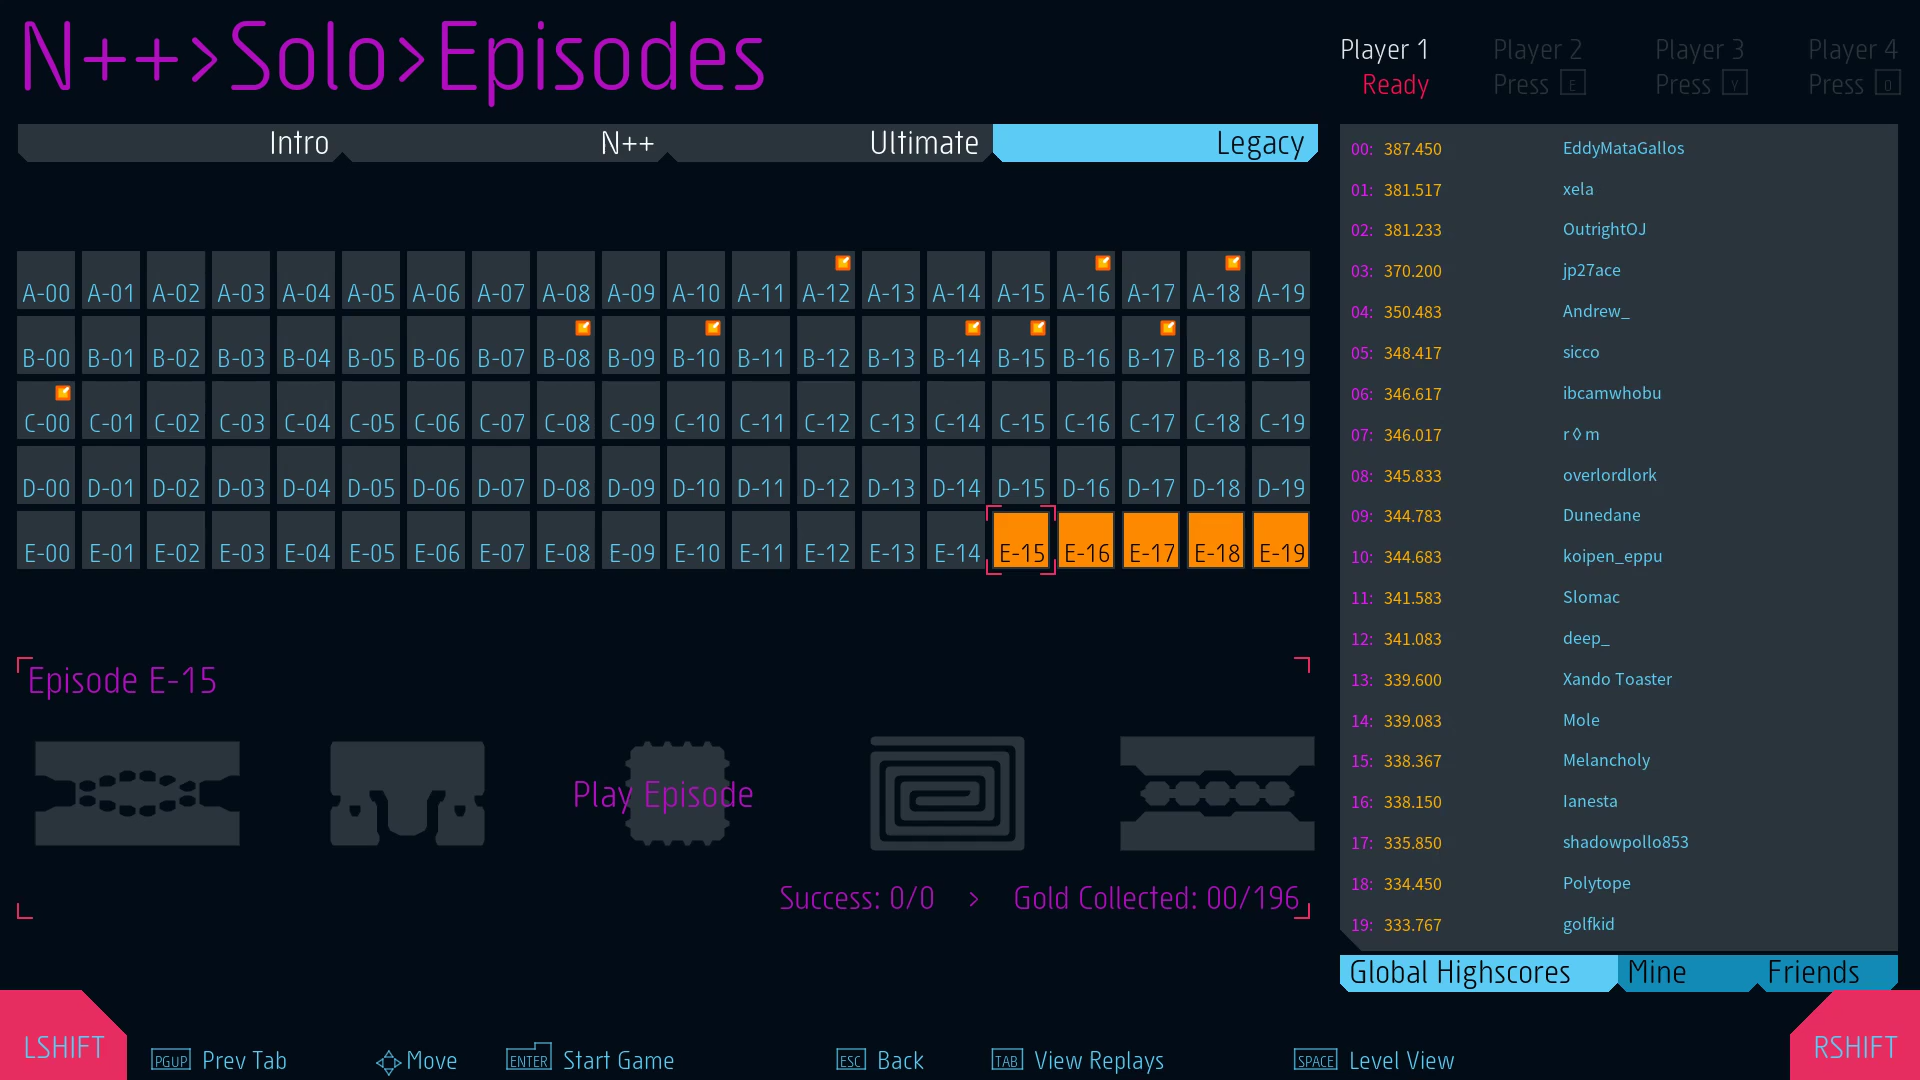 N++>Solo>Episodes
Player 1 Player 2 Player 3 Player 4
Ready Press E Press Y Press O
Intro N++ Ultimate Legacy
A-00 A-01 A-02 A-03 A-04 A-05 A-06 A-07 A-08 A-09 A-10 A-11 A-12 A-13 A-14 A-15 A-16 A-17 A-18 A-19
B-00 B-01 B-02 B-03 B-04 B-05 B-06 B-07 B-08 B-09 B-10 B-11 B-12 B-13 B-14 B-15 B-16 B-17 B-18 B-19
C-00 C-01 C-02 C-03 C-04 C-05 C-06 C-07 C-08 C-09 C-10 C-11 C-12 C-13 C-14 C-15 C-16 C-17 C-18 C-19
D-00 D-01 D-02 D-03 D-04 D-05 D-06 D-07 D-08 D-09 D-10 D-11 D-12 D-13 D-14 D-15 D-16 D-17 D-18 D-19
E-00 E-01 E-02 E-03 E-04 E-05 E-06 E-07 E-08 E-09 E-10 E-11 E-12 E-13 E-14 E-15 E-16 E-17 E-18 E-19
Episode E-15
Play Episode
Success: 0/0 > Gold Collected: 00/196
00: 387.450 EddyMataGallos
01: 381.517 xela
02: 381.233 OutrightOJ
03: 370.200 jp27ace
04: 350.483 Andrew_
05: 348.417 sicco
06: 346.617 ibcamwhobu
07: 346.017 r◊m
08: 345.833 overlordlork
09: 344.783 Dunedane
10: 344.683 koipen_eppu
11: 341.583 Slomac
12: 341.083 deep_
13: 339.600 Xando Toaster
14: 339.083 Mole
15: 338.367 Melancholy
16: 338.150 Ianesta
17: 335.850 shadowpollo853
18: 334.450 Polytope
19: 333.767 golfkid
Global Highscores Mine Friends
LSHIFT PGUP Prev Tab Move ENTER Start Game ESC Back TAB View Replays SPACE Level View RSHIFT